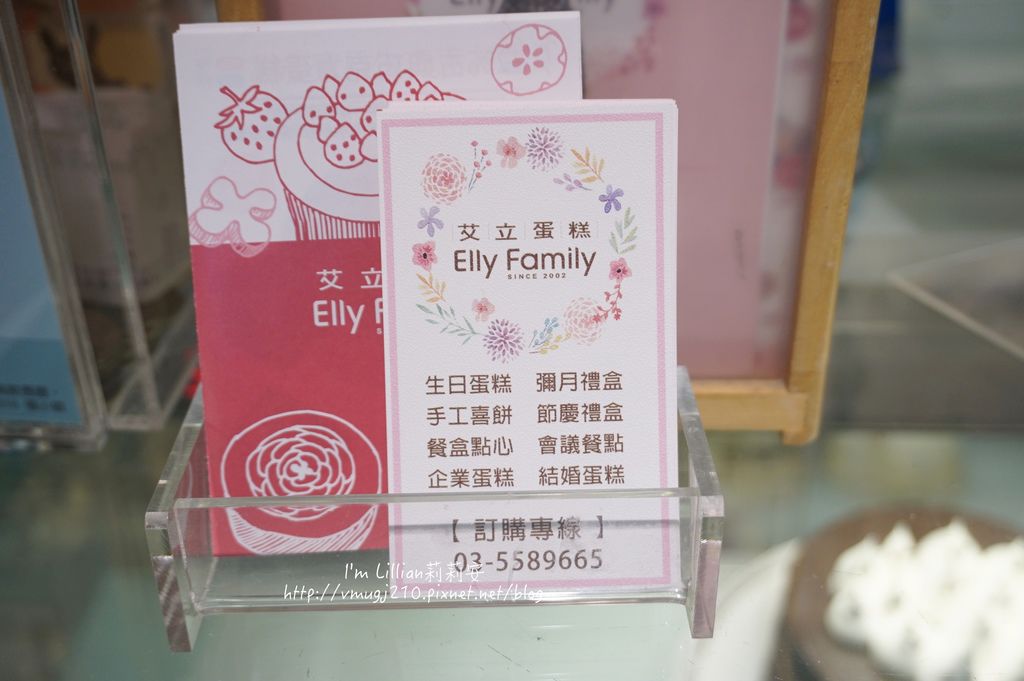 艾立
Elly F
艾立蛋糕
Elly Family
SINCE 2002
生日蛋糕 彌月禮盒
手工喜餅 節慶禮盒
餐盒點心 會議餐點
企業蛋糕 結婚蛋糕
【 訂購專線 】
03-5589665
I'm Lillian莉莉安
http://vmugj210.pixnet.net/blog